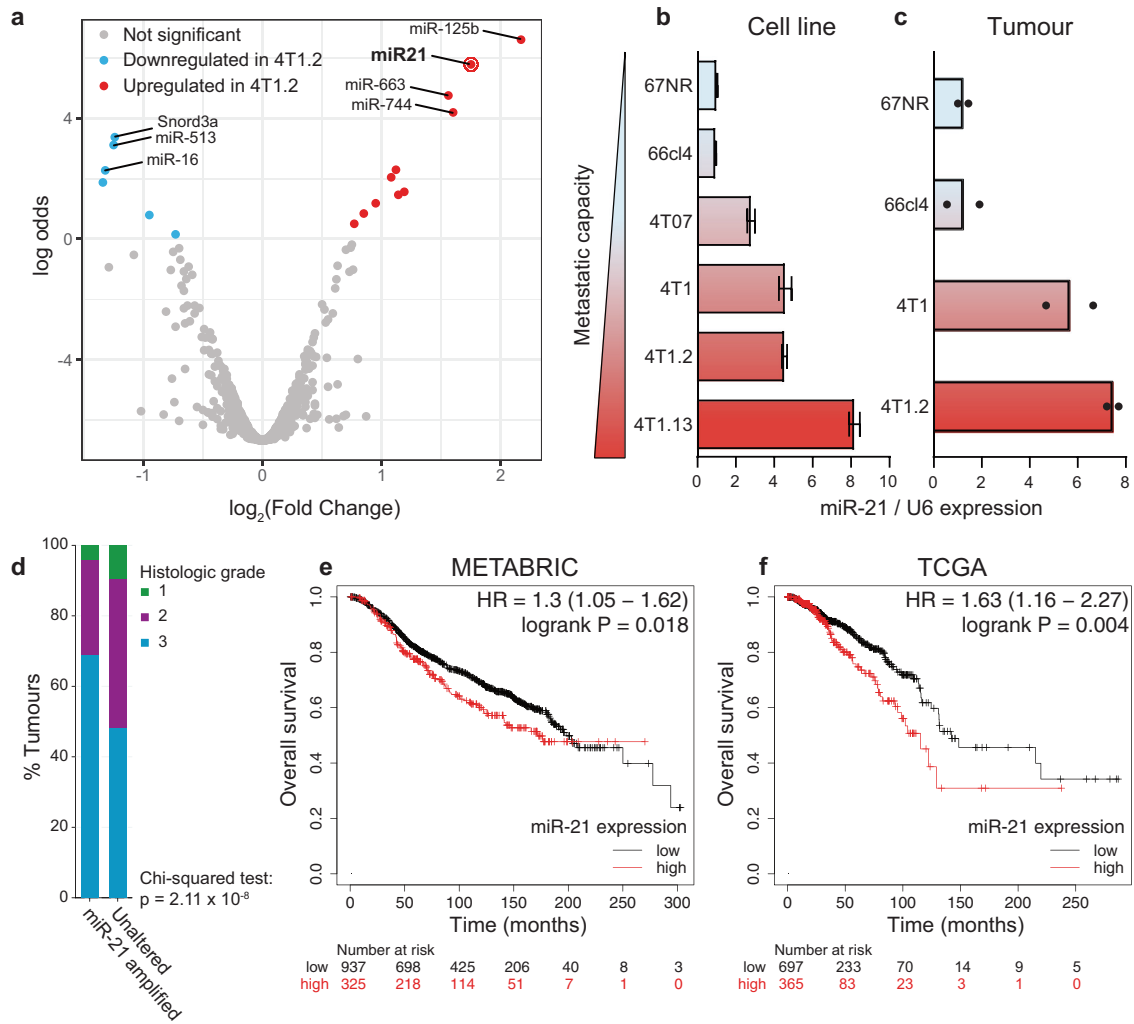 a
Not significant
Downregulated in 4T1.2
Upregulated in 4T1.2
miR-125b
miR21
miR-663
miR-744
Snord3a
miR-513
miR-16
log odds
4
0
-4
-1
0
1
2
log2(Fold Change)
Metastatic capacity
b
Cell line
67NR
66cl4
4T07
4T1
4T1.2
4T1.13
0
2
4
6
8
10
c
Tumour
67NR
66cl4
4T1
4T1.2
0
2
4
6
8
miR-21 / U6 expression
d
% Tumours
100
80
60
40
20
0
Histologic grade
1
2
3
Chi-squared test:
p = 2.11 x 10-8
miR-21 amplified
Unaltered
e
METABRIC
HR = 1.3 (1.05 – 1.62)
logrank P = 0.018
Overall survival
1.0
0.8
0.6
0.4
0.2
0.0
miR-21 expression
low
high
0
50
100
150
200
250
300
Time (months)
Number at risk
low 937 698 425 206 40 8 3
high 325 218 114 51 7 1 0
f
TCGA
HR = 1.63 (1.16 – 2.27)
logrank P = 0.004
Overall survival
1.0
0.8
0.6
0.4
0.2
0.0
miR-21 expression
low
high
0
50
100
150
200
250
Time (months)
Number at risk
low 697 233 70 14 9 5
high 365 83 23 3 1 0